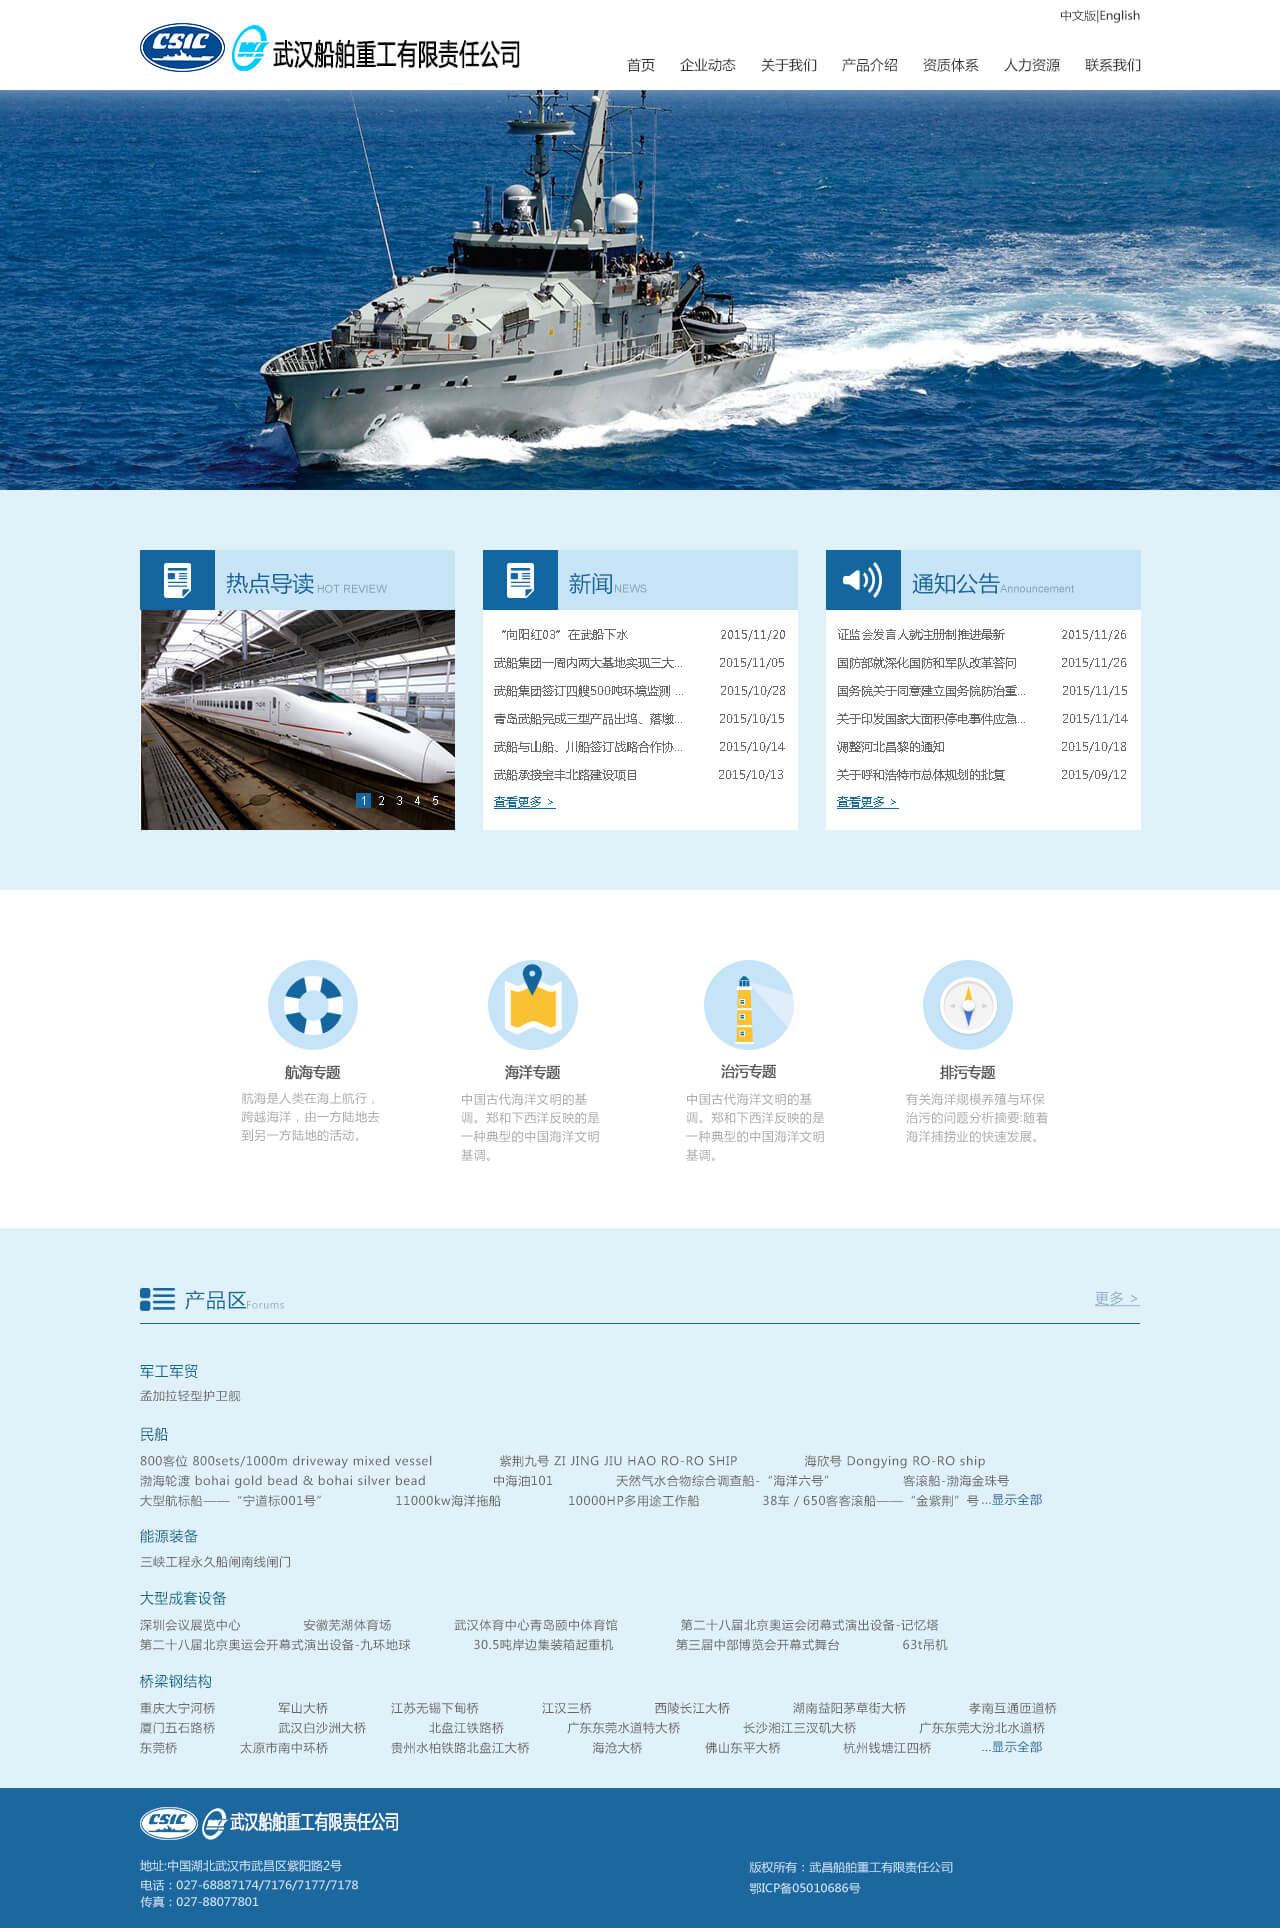 中文版|English
CSIC 武汉船舶重工有限责任公司
首页 企业动态 关于我们 产品介绍 资质体系 人力资源 联系我们
热点导读 HOT REVIEW
1 2 3 4 5
新闻 NEWS
“向阳红03”在武船下水 2015/11/20
武船集团一周内两大基地实现三大... 2015/11/05
武船集团签订四艘500吨环境监测 ... 2015/10/28
青岛武船完成三型产品出坞、落墩... 2015/10/15
武船与山船、川船签订战略合作协... 2015/10/14
武船承接宝丰北路建设项目 2015/10/13
查看更多 >
通知公告 Announcement
证监会发言人就注册制推进最新 2015/11/26
国防部就深化国防和军队改革答问 2015/11/26
国务院关于同意建立国务院防治重... 2015/11/15
关于印发国家大面积停电事件应急... 2015/11/14
调整河北昌黎的通知 2015/10/18
关于呼和浩特市总体规划的批复 2015/09/12
查看更多 >
航海专题
航海是人类在海上航行，
跨越海洋，由一方陆地去
到另一方陆地的活动。
海洋专题
中国古代海洋文明的基
调。郑和下西洋反映的是
一种典型的中国海洋文明
基调。
治污专题
中国古代海洋文明的基
调。郑和下西洋反映的是
一种典型的中国海洋文明
基调。
排污专题
有关海洋规模养殖与环保
治污的问题分析摘要:随着
海洋捕捞业的快速发展。
产品区 Forums
更多 >
军工军贸
孟加拉轻型护卫舰
民船
800客位 800sets/1000m driveway mixed vessel 紫荆九号 ZI JING JIU HAO RO-RO SHIP 海欣号 Dongying RO-RO ship
渤海轮渡 bohai gold bead & bohai silver bead 中海油101 天然气水合物综合调查船-“海洋六号” 客滚船-渤海金珠号
大型航标船——“宁道标001号” 11000kw海洋拖船 10000HP多用途工作船 38车 / 650客客滚船——“金紫荆”号 ...显示全部
能源装备
三峡工程永久船闸南线闸门
大型成套设备
深圳会议展览中心 安徽芜湖体育场 武汉体育中心青岛颐中体育馆 第二十八届北京奥运会闭幕式演出设备-记忆塔
第二十八届北京奥运会开幕式演出设备-九环地球 30.5吨岸边集装箱起重机 第三届中部博览会开幕式舞台 63t吊机
桥梁钢结构
重庆大宁河桥 军山大桥 江苏无锡下甸桥 江汉三桥 西陵长江大桥 湖南益阳茅草街大桥 孝南互通匝道桥
厦门五石路桥 武汉白沙洲大桥 北盘江铁路桥 广东东莞水道特大桥 长沙湘江三汊矶大桥 广东东莞大汾北水道桥
东莞桥 太原市南中环桥 贵州水柏铁路北盘江大桥 海沧大桥 佛山东平大桥 杭州钱塘江四桥 ...显示全部
CSIC 武汉船舶重工有限责任公司
地址:中国湖北武汉市武昌区紫阳路2号
电话：027-68887174/7176/7177/7178
传真：027-88077801
版权所有：武昌船舶重工有限责任公司
鄂ICP备05010686号